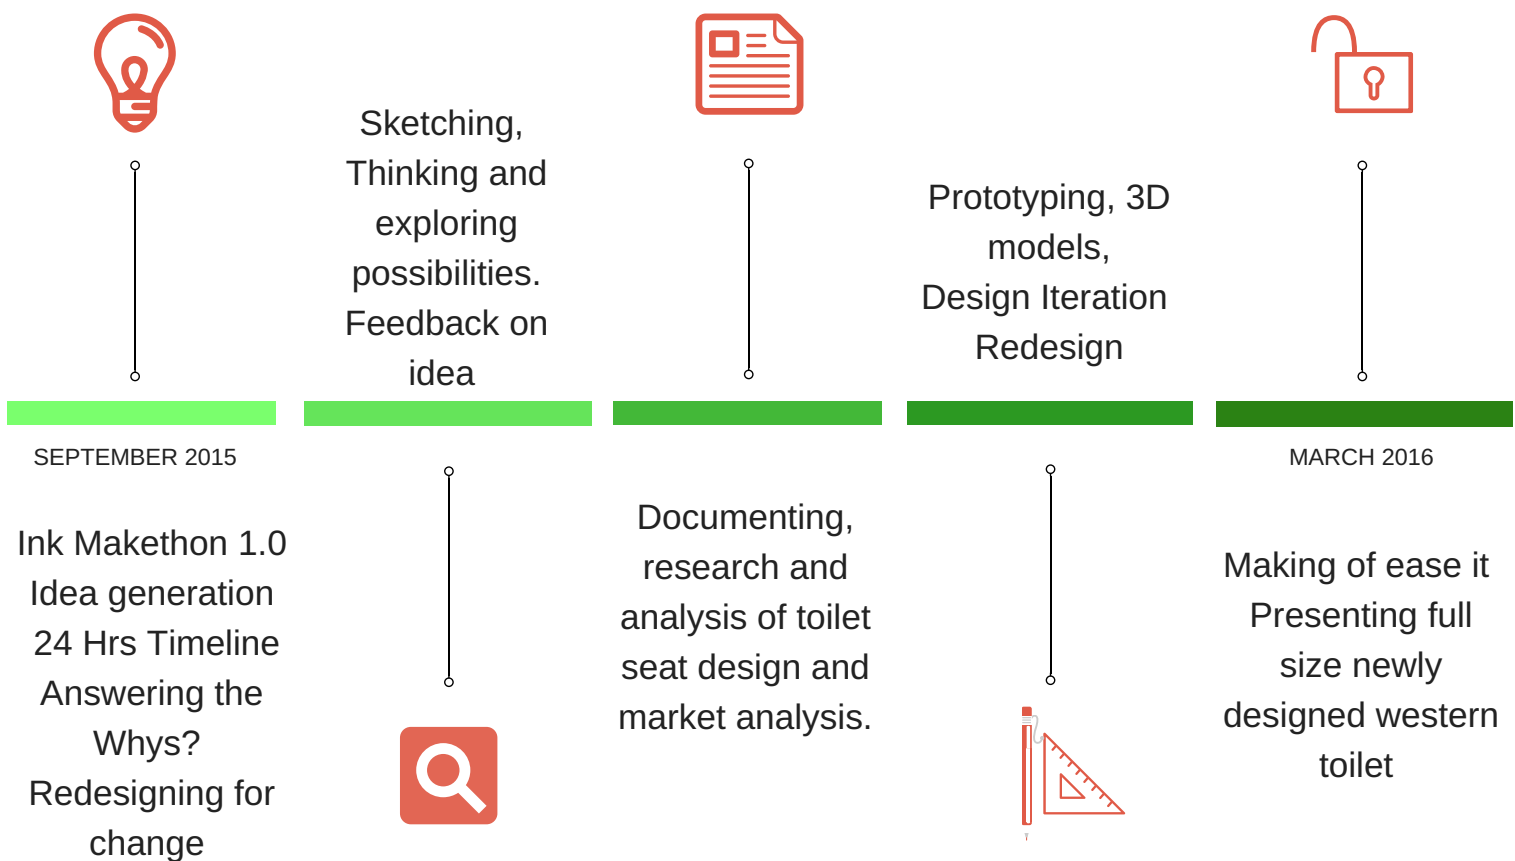 SEPTEMBER 2015
Ink Makethon 1.0
Idea generation
24 Hrs Timeline
Answering the
Whys?
Redesigning for
change
Sketching,
Thinking and
exploring
possibilities.
Feedback on
idea
Documenting,
research and
analysis of toilet
seat design and
market analysis.
Prototyping, 3D
models,
Design Iteration
Redesign
MARCH 2016
Making of ease it
Presenting full
size newly
designed western
toilet